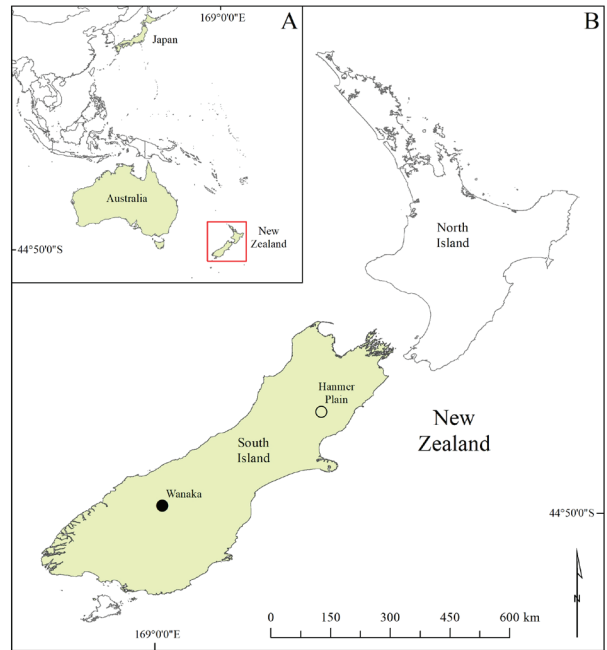 169°0'0"E
A
Japan
Australia
New
Zealand
44°50'0"S
B
North
Island
Hanmer
Plain
New
Zealand
South
Island
Wanaka
44°50'0"S
N
0 150 300 450 600 km
169°0'0"E